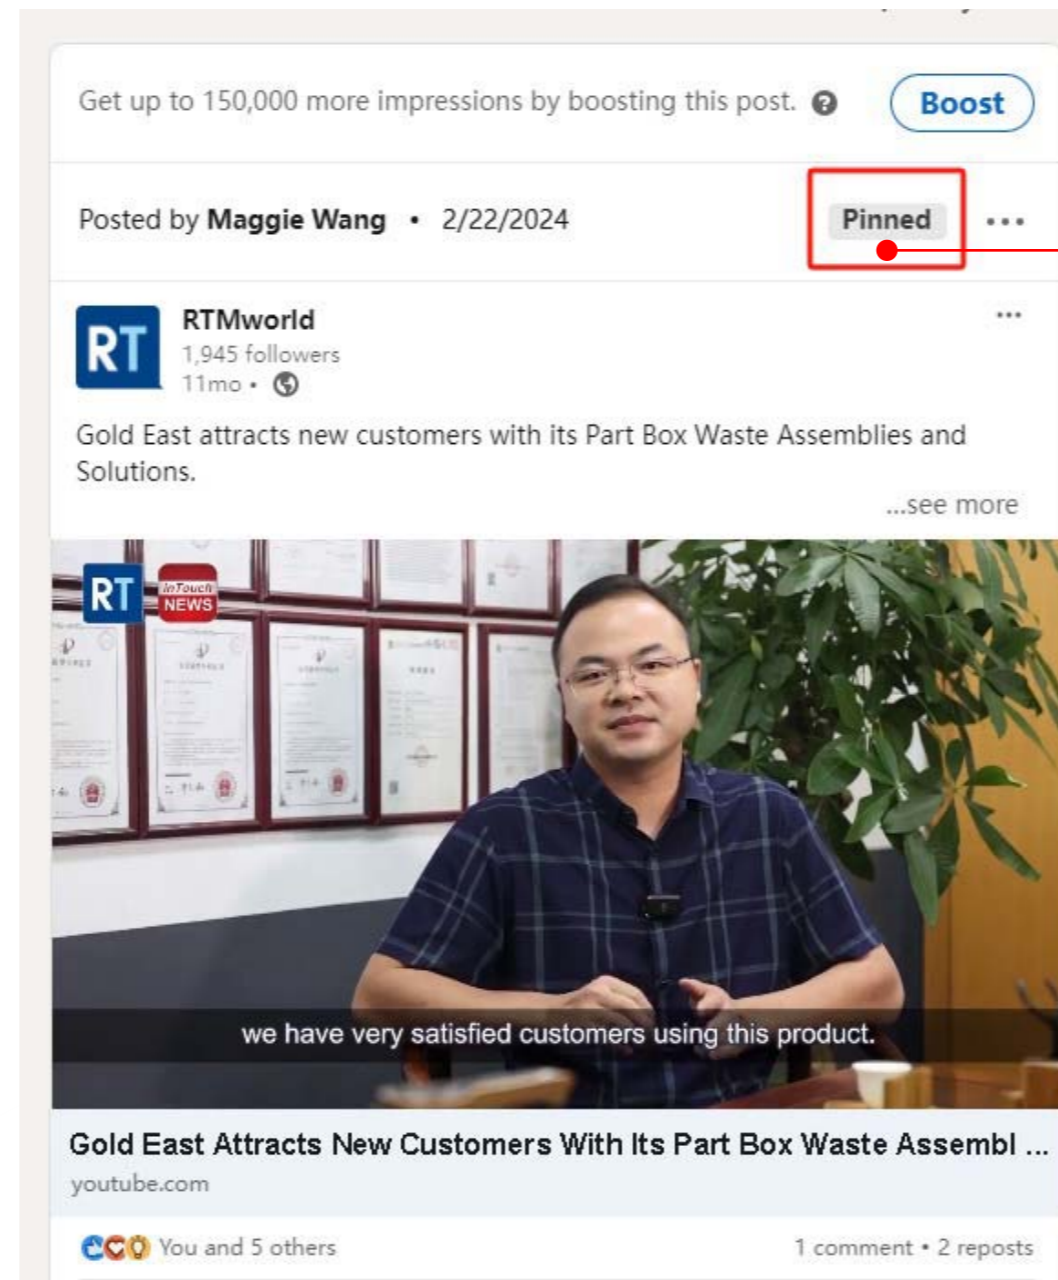 Get up to 150,000 more impressions by boosting this post. ?
Boost
Posted by Maggie Wang • 2/22/2024
Pinned
RT
RTMworld
1,945 followers
11mo •
Gold East attracts new customers with its Part Box Waste Assemblies and
Solutions.
...see more
RT
inTouch
NEWS
we have very satisfied customers using this product.
Gold East Attracts New Customers With Its Part Box Waste Assembl ...
youtube.com
You and 5 others
1 comment • 2 reposts